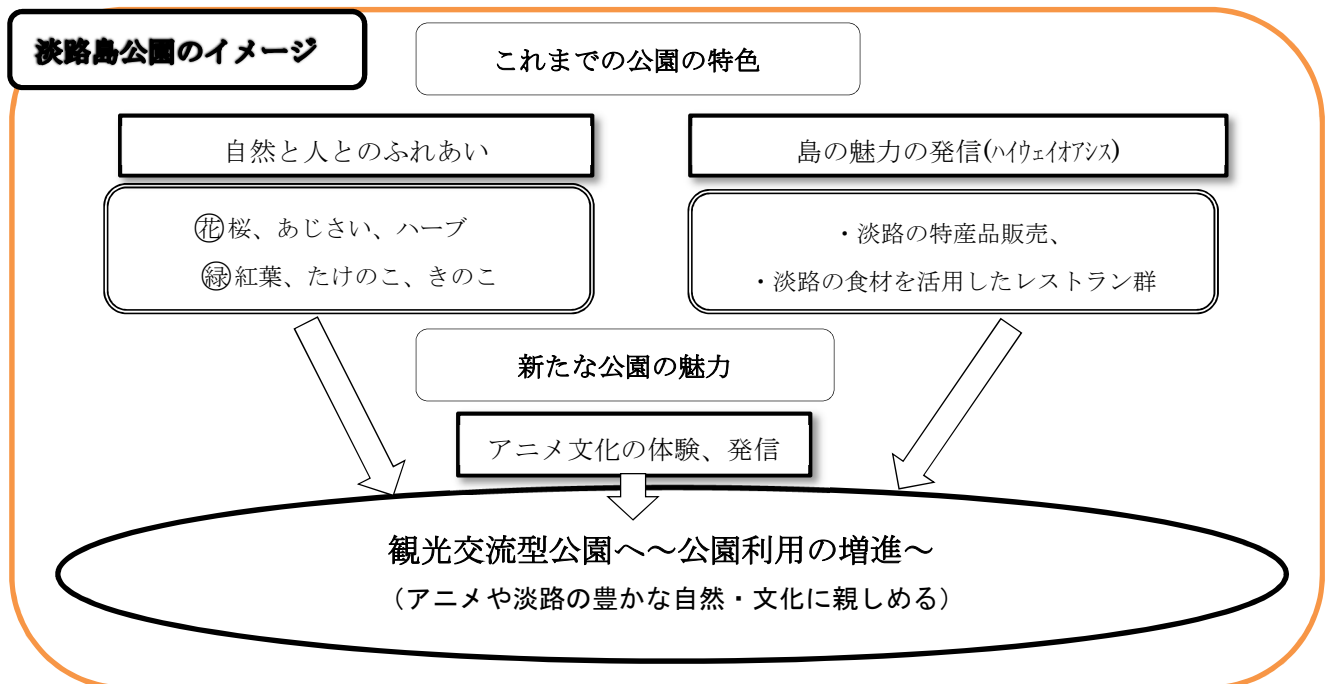 淡路島公園のイメージ
これまでの公園の特色
自然と人とのふれあい
㊗花桜、あじさい、ハーブ
緑紅葉、たけのこ、きのこ
島の魅力の発信(ﾊｲｳｪｲｵｱｼｽ)
・淡路の特産品販売、
・淡路の食材を活用したレストラン群
新たな公園の魅力
アニメ文化の体験、発信
観光交流型公園へ～公園利用の増進～
（アニメや淡路の豊かな自然・文化に親しめる）